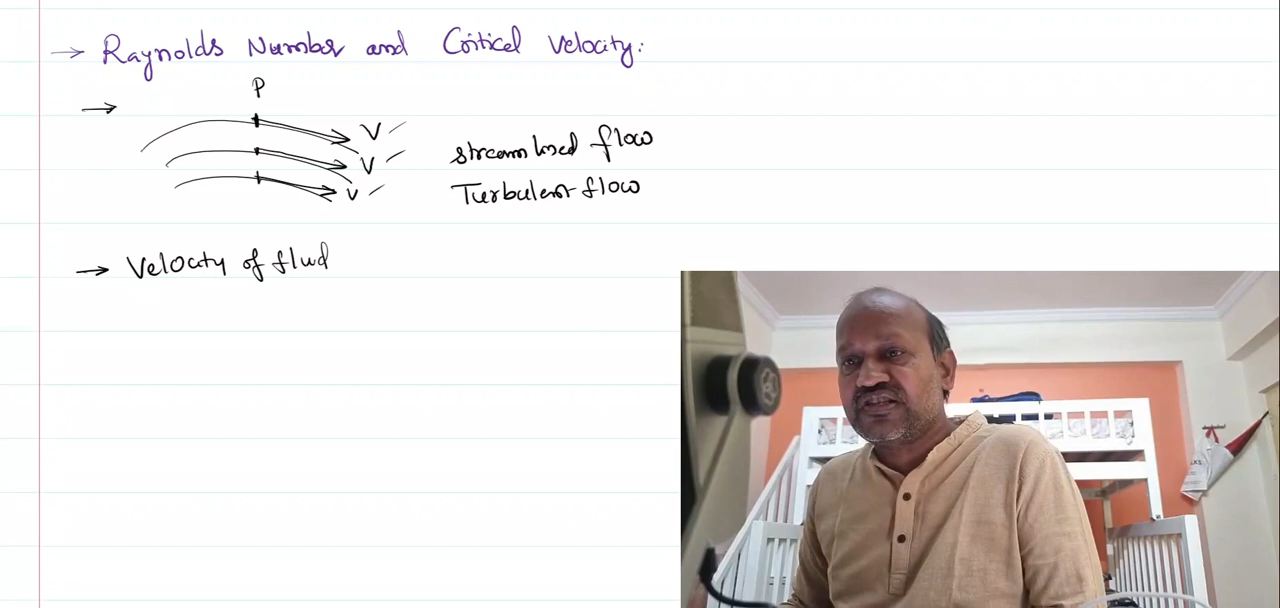 → Raynolds Number and Critical Velocity:
P
→
V
V
V
streamlined flow
Turbulent flow
→ Velocity of fluid